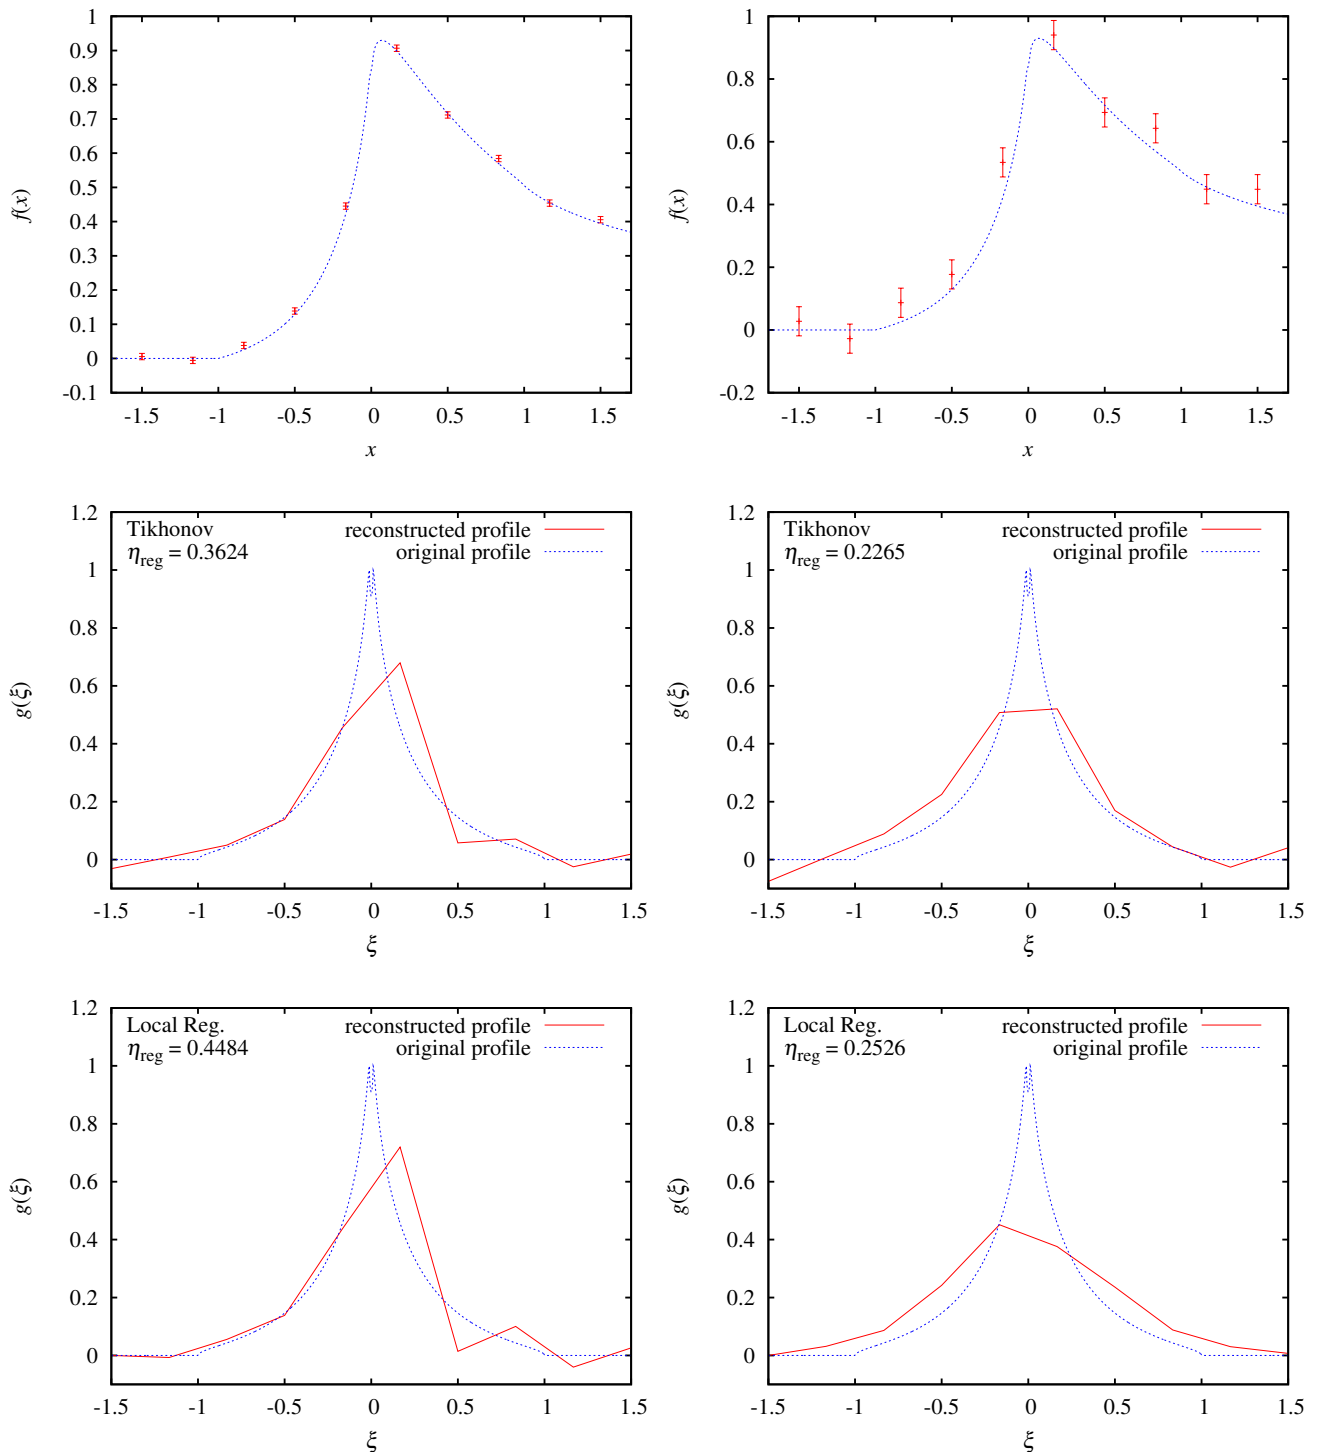 1
0.9
0.8
0.7
0.6
0.5
0.4
0.3
0.2
0.1
0
-0.1
f(x)
-1.5 -1 -0.5 0 0.5 1 1.5
x
1
0.8
0.6
0.4
0.2
0
-0.2
f(x)
-1.5 -1 -0.5 0 0.5 1 1.5
x
1.2
1
0.8
0.6
0.4
0.2
0
g(ξ)
Tikhonov
η_reg = 0.3624
reconstructed profile
original profile
-1.5 -1 -0.5 0 0.5 1 1.5
ξ
1.2
1
0.8
0.6
0.4
0.2
0
g(ξ)
Tikhonov
η_reg = 0.2265
reconstructed profile
original profile
-1.5 -1 -0.5 0 0.5 1 1.5
ξ
1.2
1
0.8
0.6
0.4
0.2
0
g(ξ)
Local Reg.
η_reg = 0.4484
reconstructed profile
original profile
-1.5 -1 -0.5 0 0.5 1 1.5
ξ
1.2
1
0.8
0.6
0.4
0.2
0
g(ξ)
Local Reg.
η_reg = 0.2526
reconstructed profile
original profile
-1.5 -1 -0.5 0 0.5 1 1.5
ξ